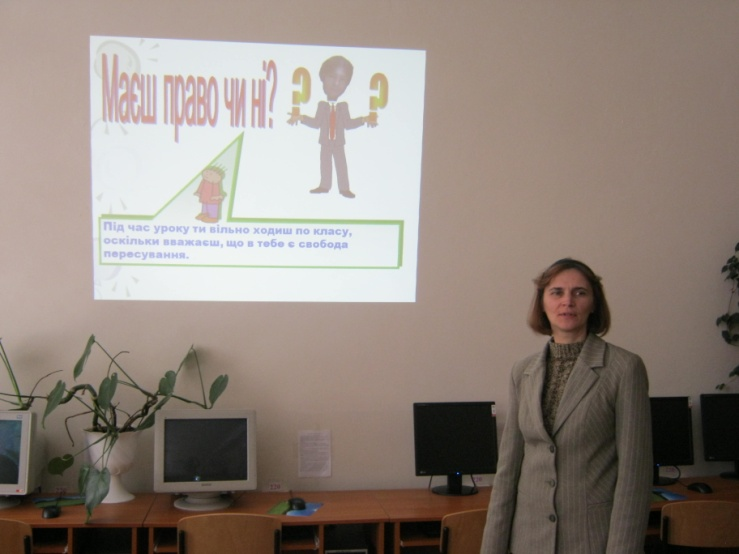 Маєш право чи ні?
? ?
Під час уроку ти вільно ходиш по класу,
оскільки вважаєш, що в тебе є свобода
пересування.